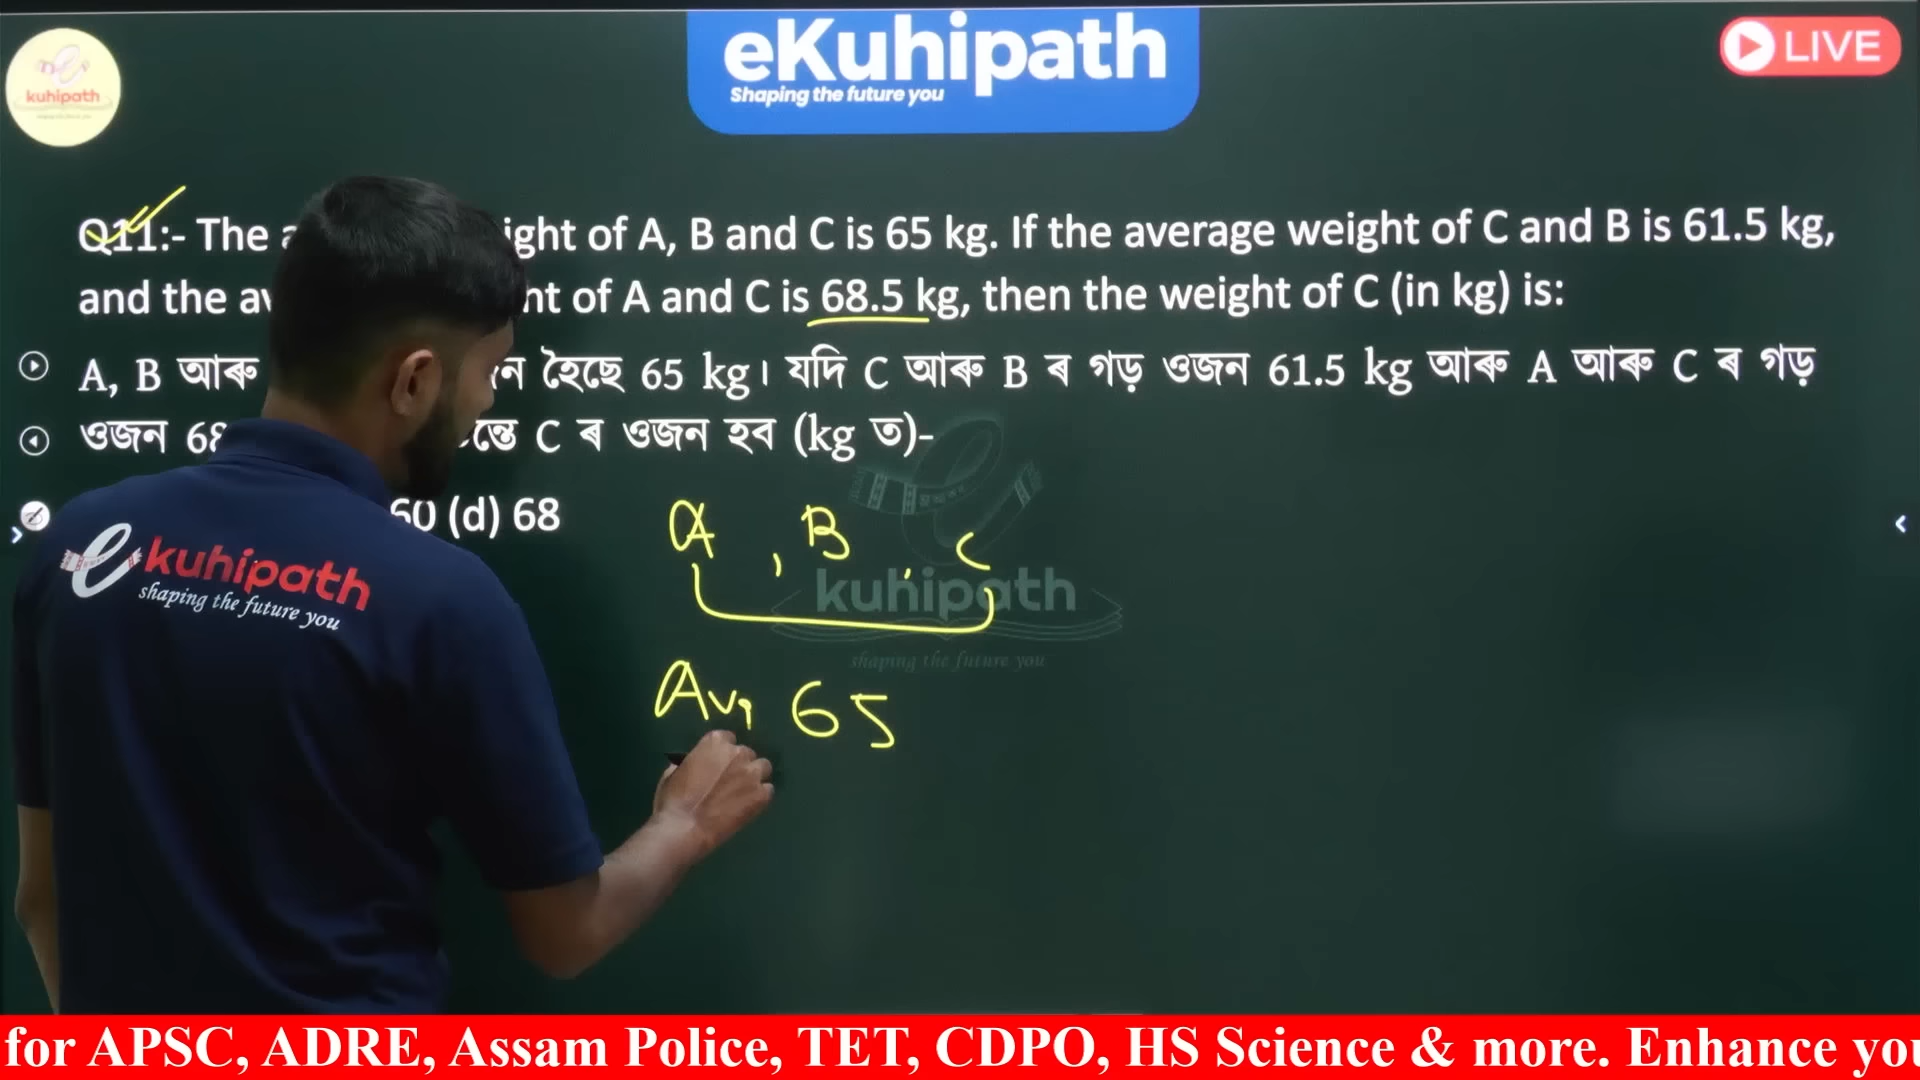 eKuhipath
Shaping the future you
LIVE
kuhipath
Q11:- The ight of A, B and C is 65 kg. If the average weight of C and B is 61.5 kg,
and the nt of A and C is 68.5 kg, then the weight of C (in kg) is:
A, B আৰু হৈছে 65 kg। যদি C আৰু B ৰ গড় ওজন 61.5 kg আৰু A আৰু C ৰ গড়
ওজন 68 C ৰ ওজন হব (kg ত)-
60 (d) 68
A , B , C
kuhipath
shaping the future you
Avg 65
kuhipath
shaping the future you
for APSC, ADRE, Assam Police, TET, CDPO, HS Science & more. Enhance you